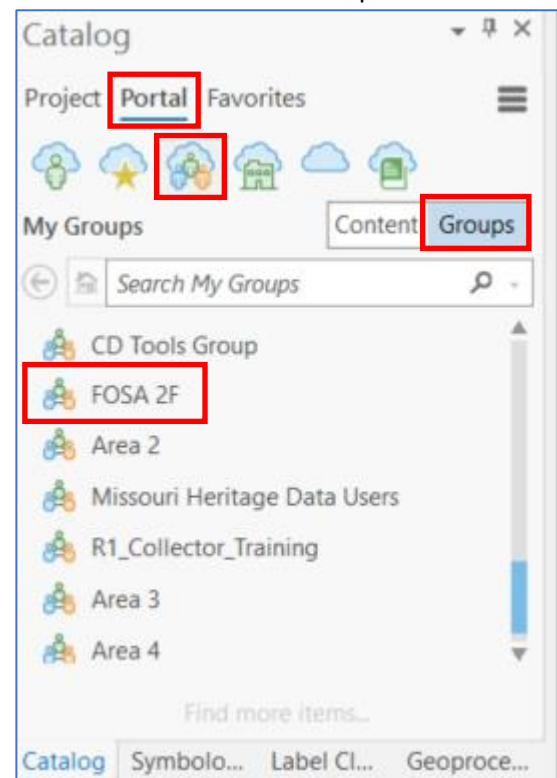 Catalog
Project Portal Favorites
My Groups Content Groups
Search My Groups
CD Tools Group
FOSA 2F
Area 2
Missouri Heritage Data Users
R1_Collector_Training
Area 3
Area 4
Find more items...
Catalog Symbolo... Label Cl... Geoproce...